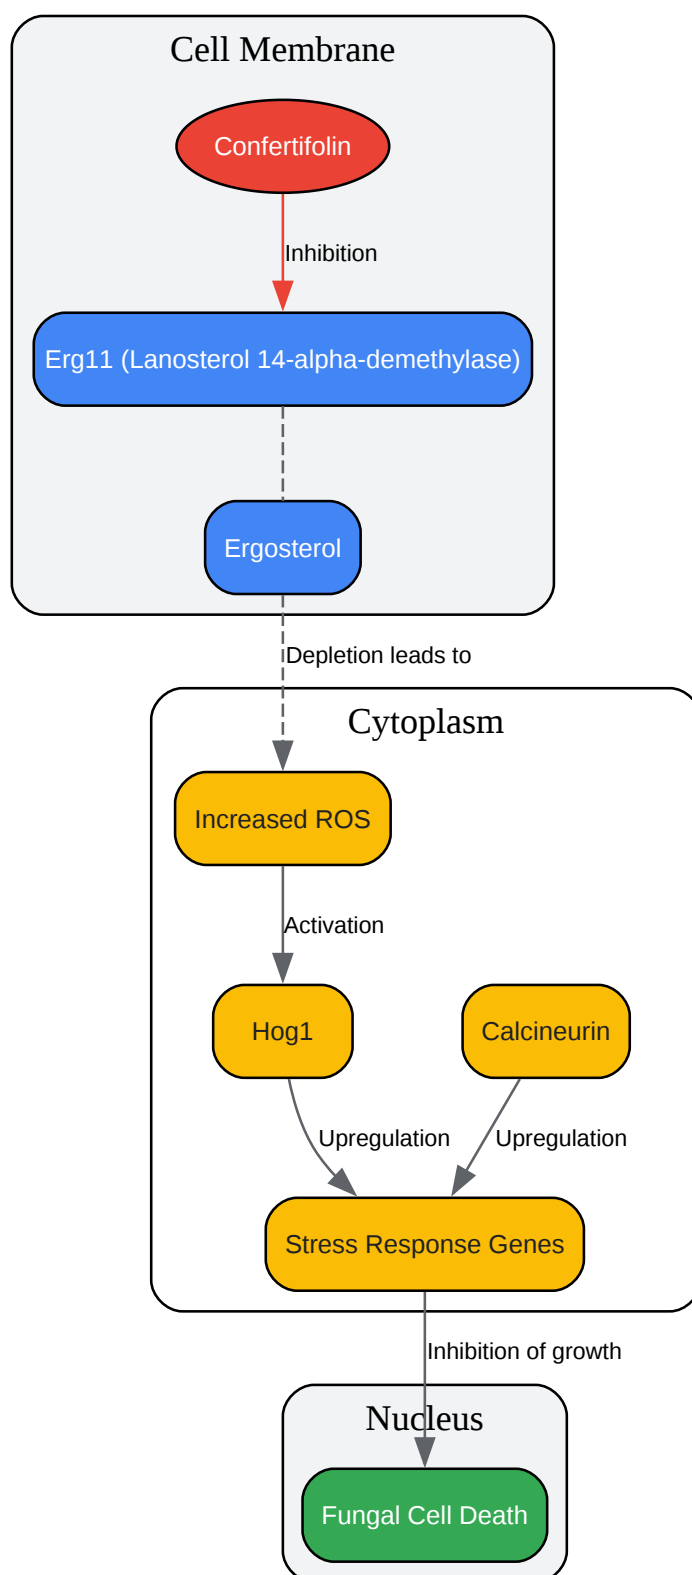 Cell Membrane
Confertifolin
Inhibition
Erg11 (Lanosterol 14-alpha-demethylase)
Ergosterol
Depletion leads to
Cytoplasm
Increased ROS
Activation
Hog1
Calcineurin
Upregulation
Upregulation
Stress Response Genes
Inhibition of growth
Nucleus
Fungal Cell Death